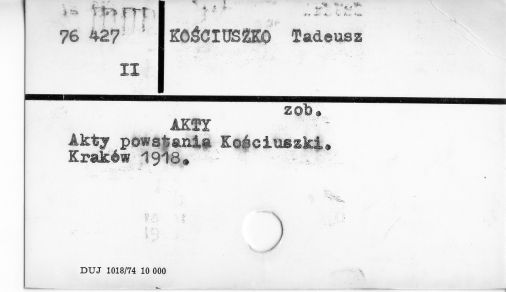 76 427
II
KOŚCIUSZKO Tadeusz
zob.
AKTY
Akty powstania Kościuszki.
Kraków 1918.
DUJ 1018/74 10 000